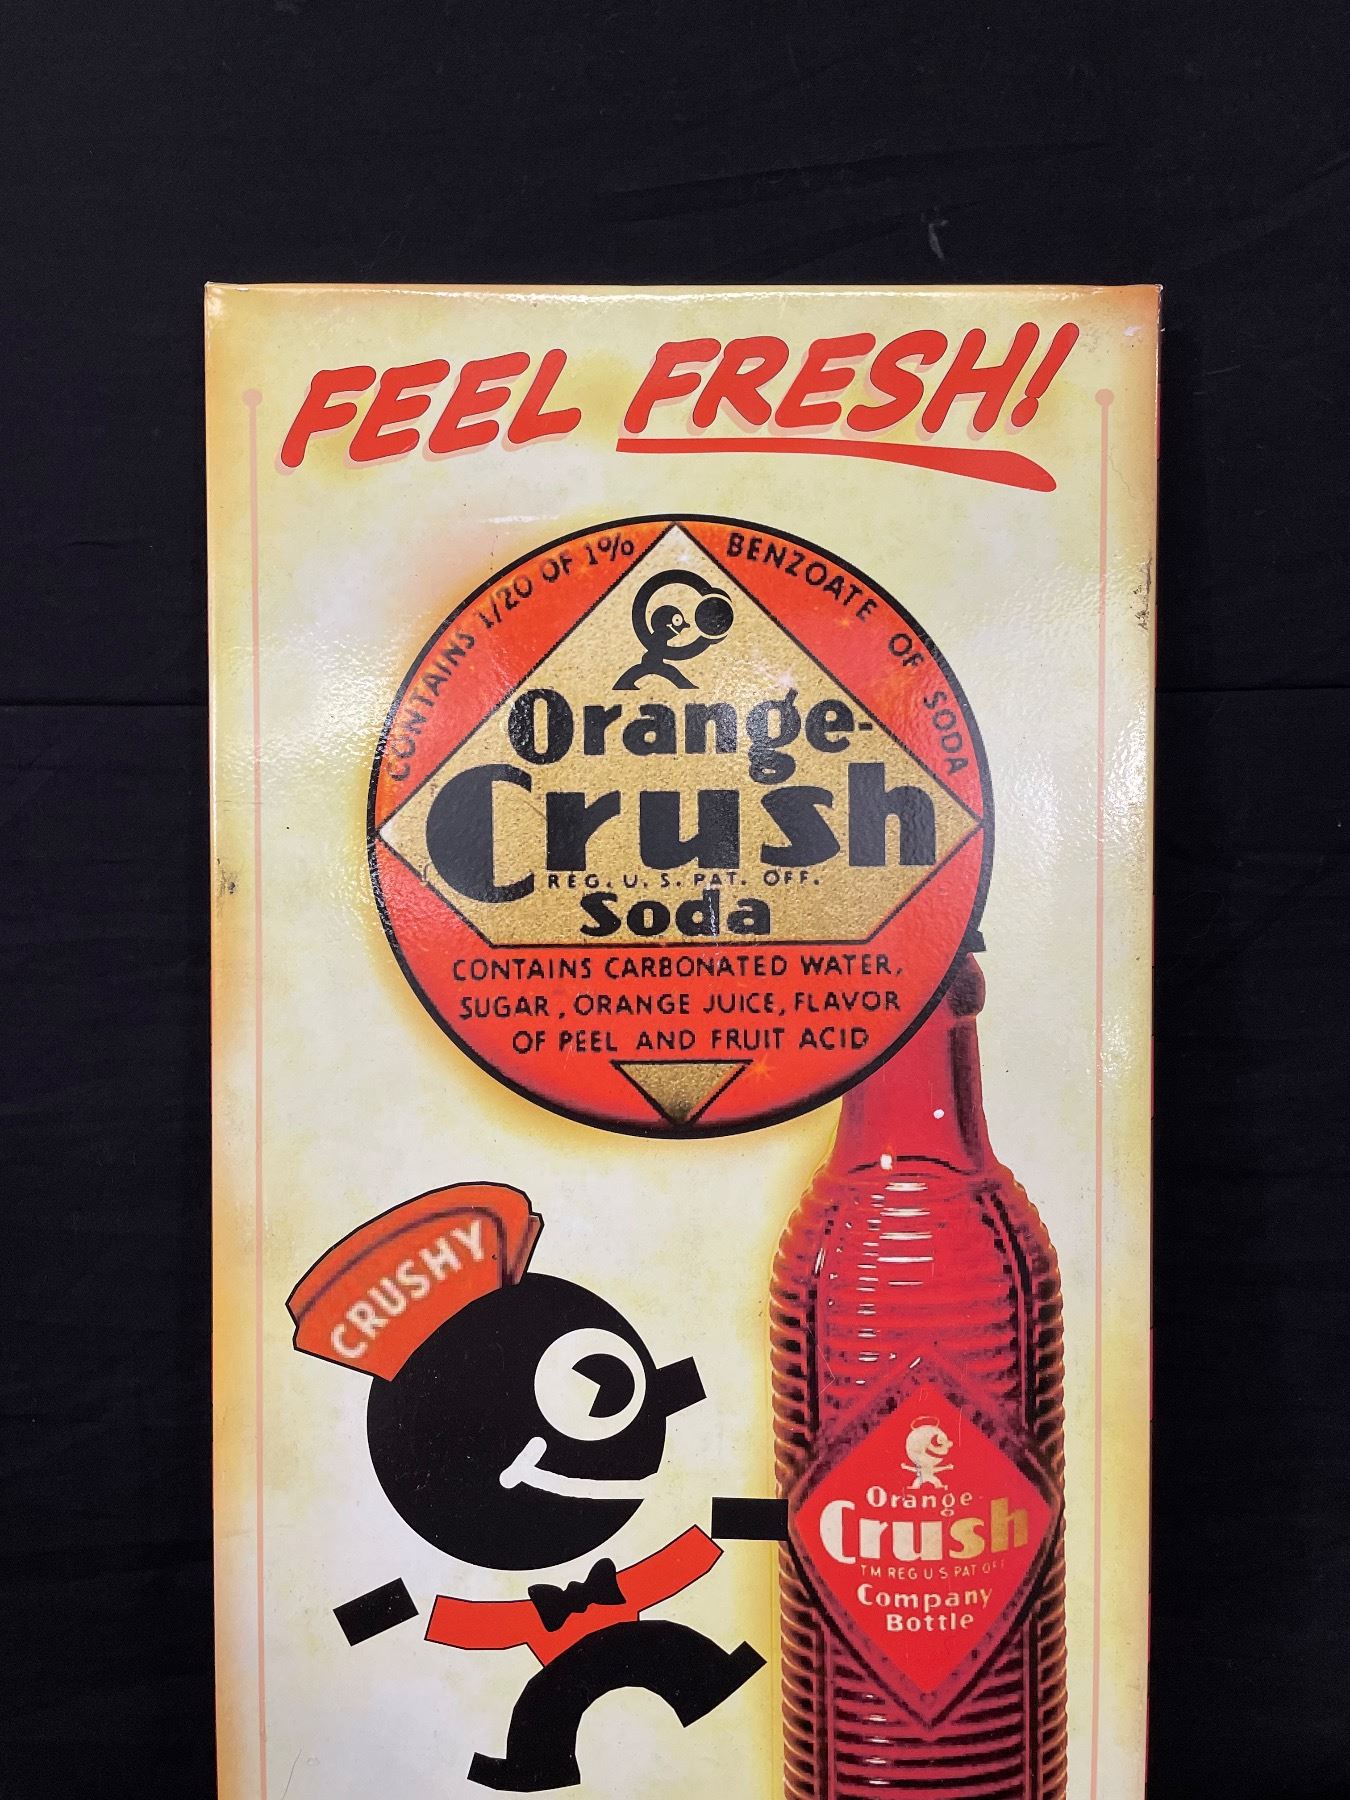 FEEL FRESH!
CONTAINS 1/20 OF 1% BENZOATE OF SODA
Orange-
Crush
REG. U. S. PAT. OFF.
Soda
CONTAINS CARBONATED WATER,
SUGAR, ORANGE JUICE, FLAVOR
OF PEEL AND FRUIT ACID
CRUSHY
Orange-
Crush
TM REG U S PAT OFF
Company
Bottle